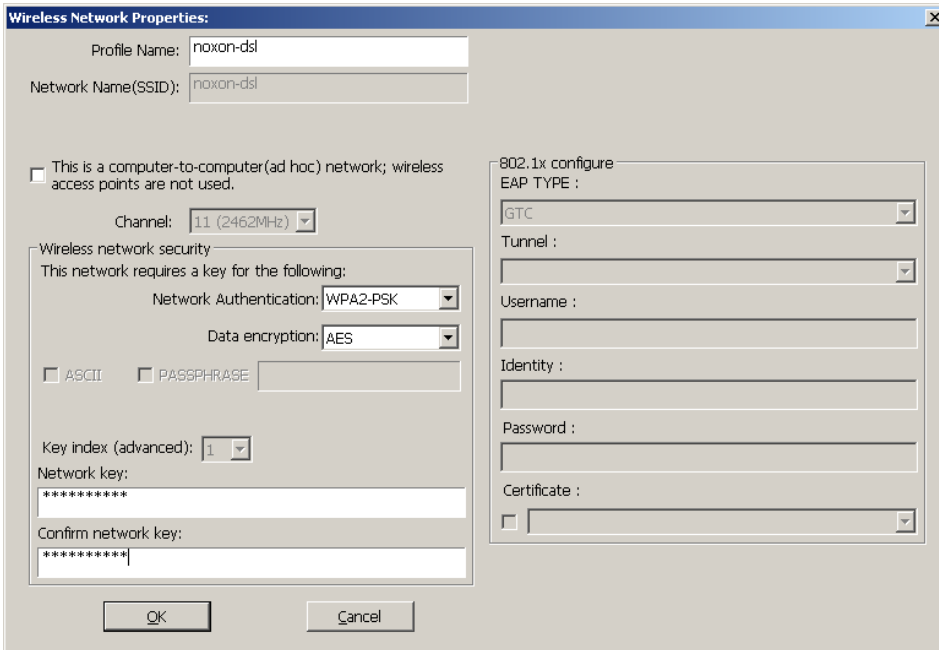 Wireless Network Properties:
Profile Name: noxon-dsl
Network Name(SSID): noxon-dsl
This is a computer-to-computer(ad hoc) network; wireless
access points are not used.
Channel: 11 (2462MHz)
Wireless network security
This network requires a key for the following:
Network Authentication: WPA2-PSK
Data encryption: AES
ASCII PASSPHRASE
Key index (advanced): 1
Network key:
**********
Confirm network key:
**********
OK Cancel
802.1x configure
EAP TYPE :
GTC
Tunnel :
Username :
Identity :
Password :
Certificate :